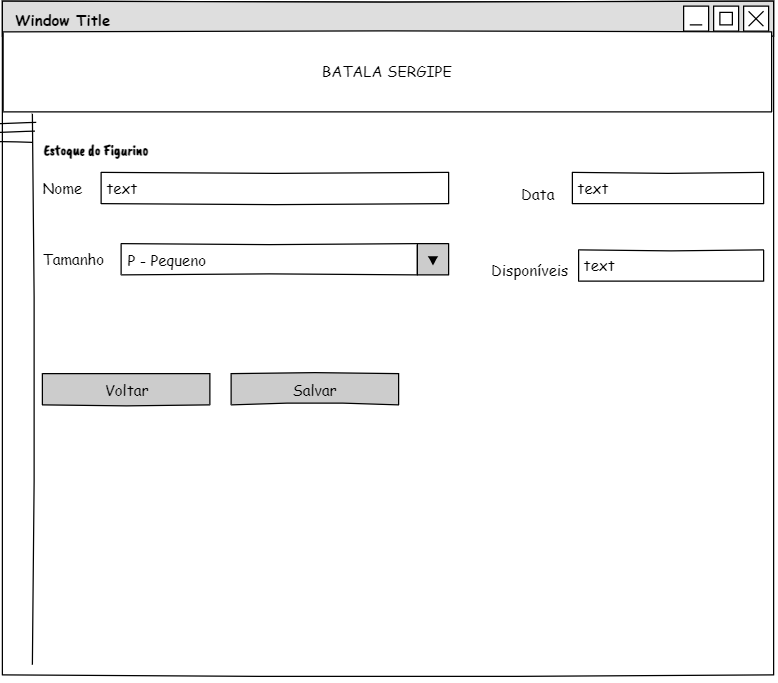 Window Title
BATALA SERGIPE
Estoque do Figurino
Nome text Data text
Tamanho P - Pequeno Disponíveis text
Voltar Salvar